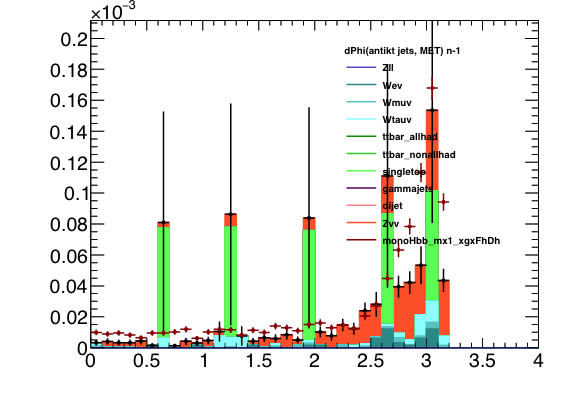 ×10⁻³
dPhi(antikt jets, MET) n-1
Zll
Wev
Wmuv
Wtauv
ttbar_allhad
ttbar_nonallhad
singletop
gammajets
dijet
Zvv
monoHbb_mx1_xgxFhDh
0.2
0.18
0.16
0.14
0.12
0.1
0.08
0.06
0.04
0.02
0
0 0.5 1 1.5 2 2.5 3 3.5 4